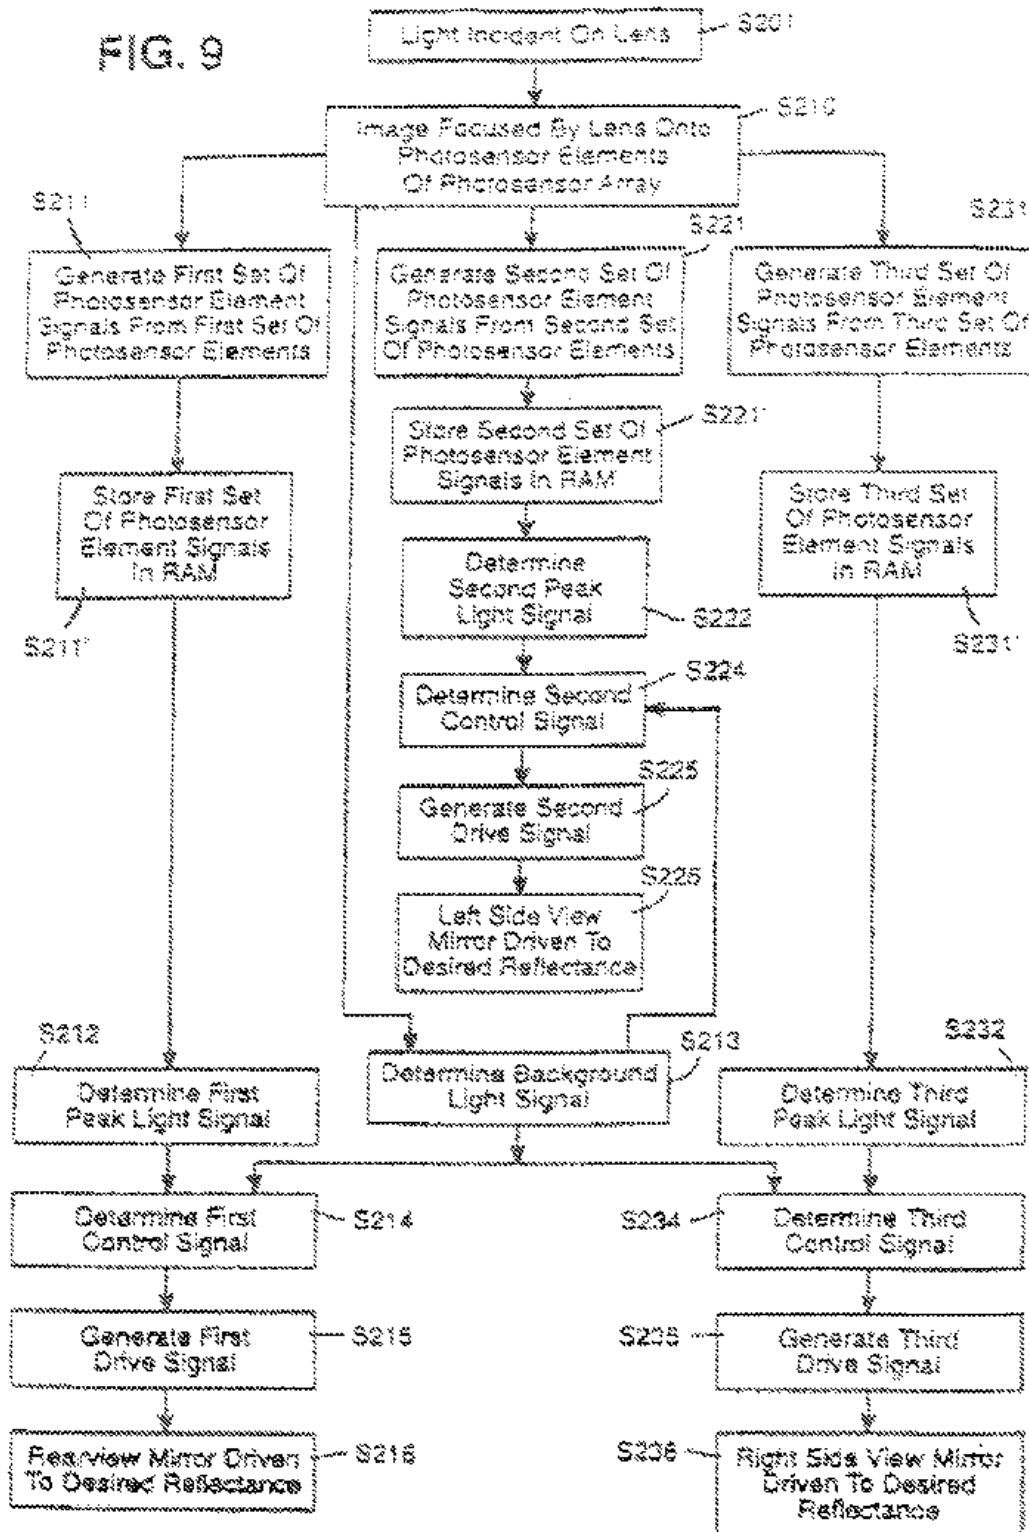 FIG. 9
Light Incident On Lens
S201
Image Focused By Lens Onto
Photosensor Elements
Of Photosensor Array
S210
S211
Generate First Set Of
Photosensor Element
Signals From First Set Of
Photosensor Elements
S221
Generate Second Set Of
Photosensor Element
Signals From Second Set
Of Photosensor Elements
S231
Generate Third Set Of
Photosensor Element
Signals From Third Set Of
Photosensor Elements
Store First Set
Of Photosensor
Element Signals
In RAM
S211'
Store Second Set Of
Photosensor Element
Signals In RAM
S221'
Store Third Set
Of Photosensor
Element Signals
In RAM
S231'
Determine
Second Peak
Light Signal
S222
Determine Second
Control Signal
S224
Generate Second
Drive Signal
S225
Left Side View
Mirror Driven To
Desired Reflectance
S226
S212
Determine First
Peak Light Signal
Determine Background
Light Signal
S213
S232
Determine Third
Peak Light Signal
Determine First
Control Signal
S214
S234
Determine Third
Control Signal
Generate First
Drive Signal
S215
S235
Generate Third
Drive Signal
Rearview Mirror Driven
To Desired Reflectance
S216
S236
Right Side View Mirror
Driven To Desired
Reflectance